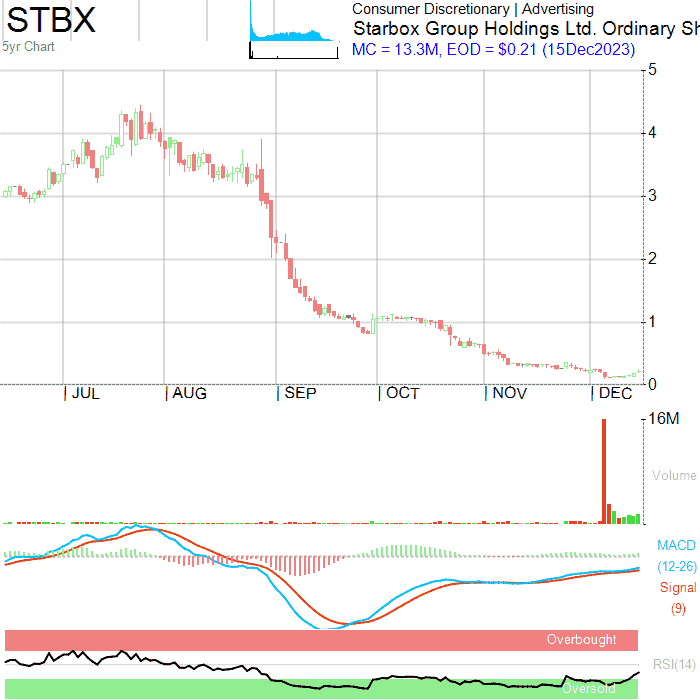 STBX
5yr Chart
Consumer Discretionary | Advertising
Starbox Group Holdings Ltd. Ordinary Sh
MC = 13.3M, EOD = $0.21 (15Dec2023)
5
4
3
2
1
0
JUL AUG SEP OCT NOV DEC
16M
Volume
MACD
(12-26)
Signal
(9)
Overbought
RSI(14)
Oversold